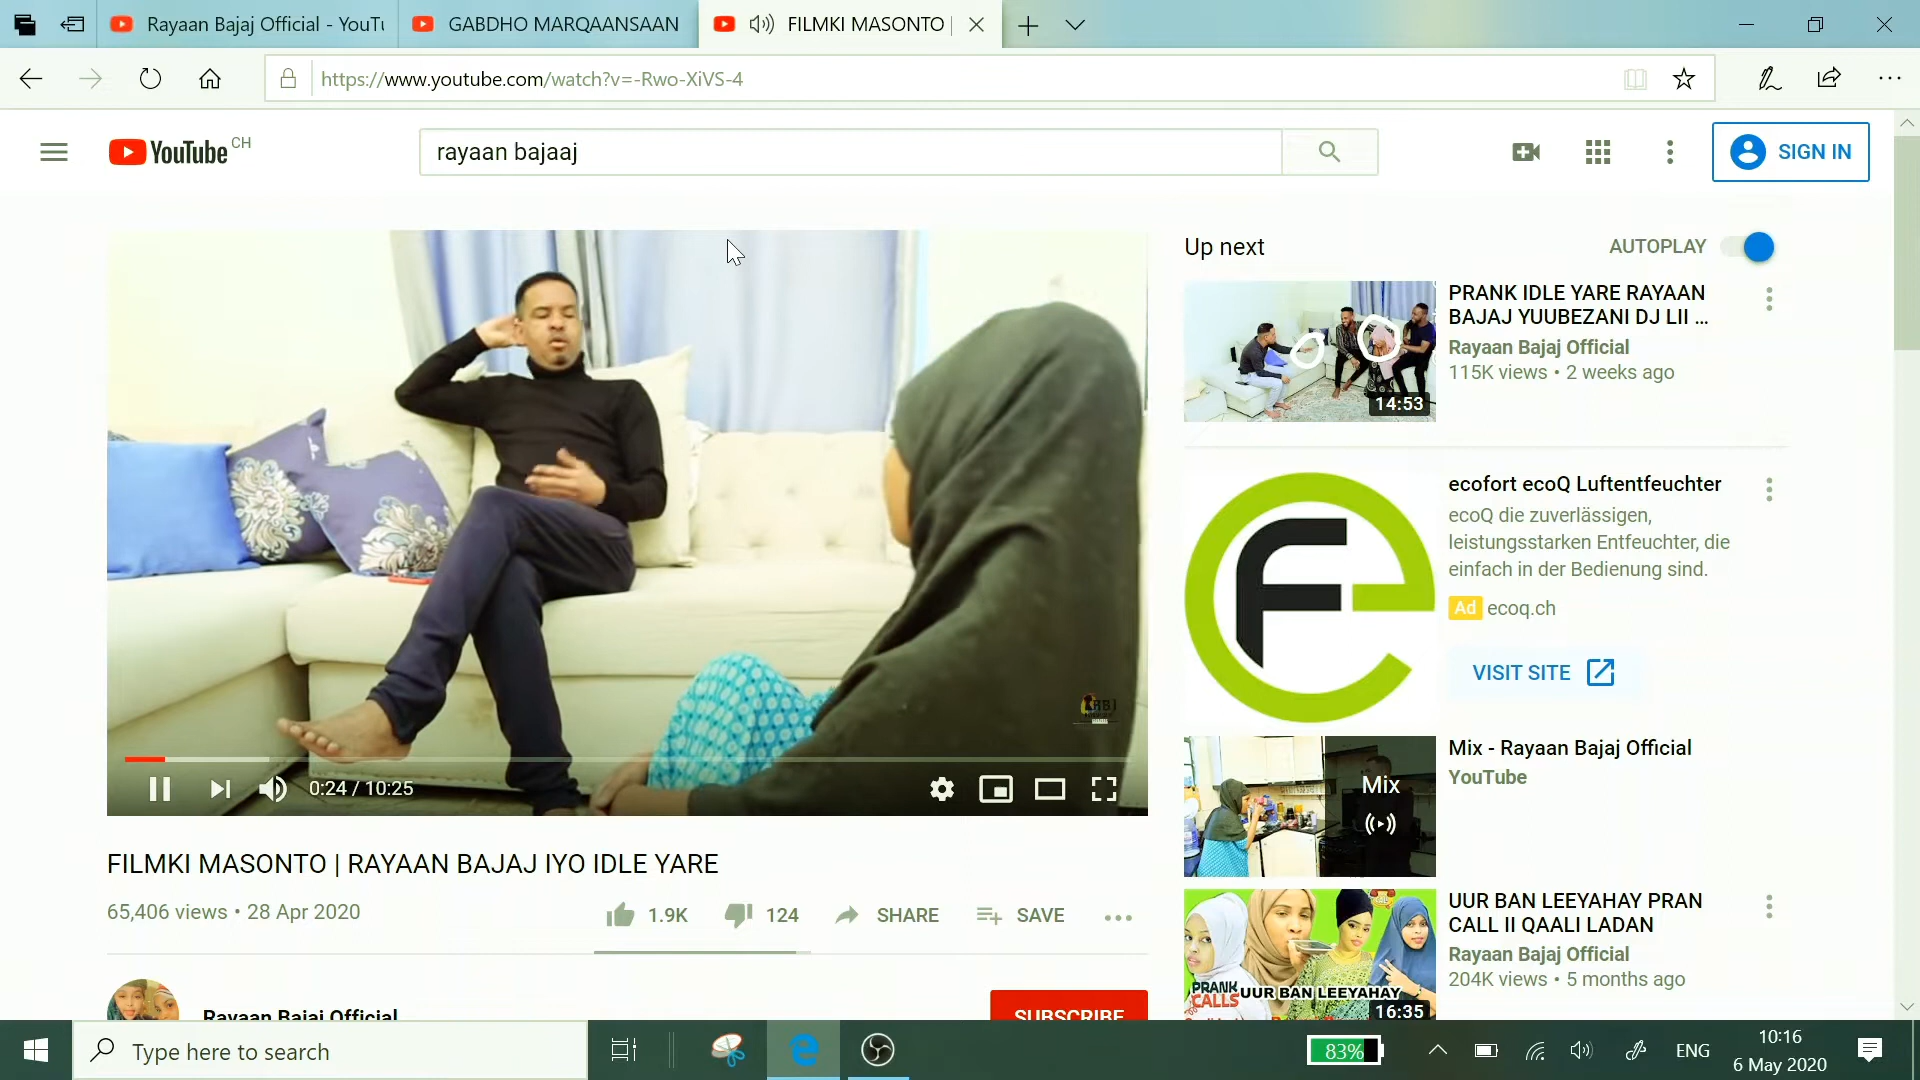 Rayaan Bajaj Official - YouTu
GABDHO MARQAANSAAN
FILMKI MASONTO
https://www.youtube.com/watch?v=-Rwo-XiVS-4
YouTube CH
rayaan bajaaj
SIGN IN
0:24 / 10:25
FILMKI MASONTO | RAYAAN BAJAJ IYO IDLE YARE
65,406 views • 28 Apr 2020
1.9K
124
SHARE
SAVE
Rayaan Bajaj Official
SUBSCRIBE
Up next
AUTOPLAY
14:53
PRANK IDLE YARE RAYAAN
BAJAJ YUUBEZANI DJ LII ...
Rayaan Bajaj Official
115K views • 2 weeks ago
ecofort ecoQ Luftentfeuchter
ecoQ die zuverlässigen,
leistungsstarken Entfeuchter, die
einfach in der Bedienung sind.
Ad ecoq.ch
VISIT SITE
Mix
Mix - Rayaan Bajaj Official
YouTube
PRANK
CALLS
UUR BAN LEEYAHAY
16:35
UUR BAN LEEYAHAY PRAN
CALL II QAALI LADAN
Rayaan Bajaj Official
204K views • 5 months ago
Type here to search
83%
ENG
10:16
6 May 2020